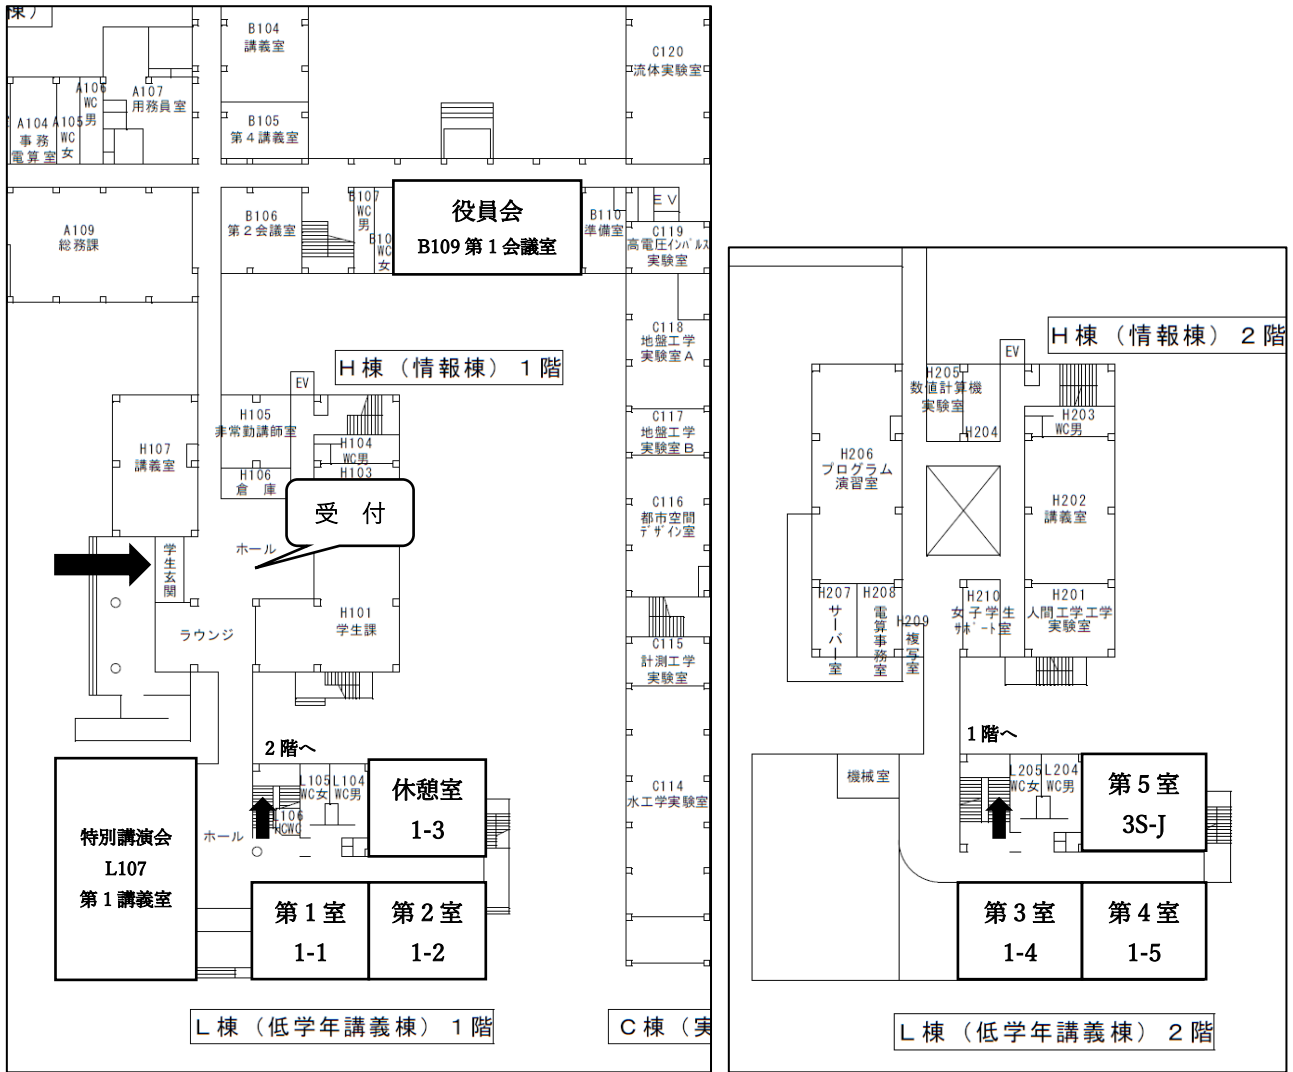 棟）
B104
講義室
C120
流体実験室
A106
WC
男
A107
用務員室
A104
事務
電算室
A105
WC
女
B105
第４講義室
B106
第２会議室
B107
WC
男
WC
女
役員会
B109 第１会議室
B110
準備室
ＥＶ
C119
高電圧ｲﾝﾊﾟﾙｽ
実験室
A109
総務課
C118
地盤工学
実験室Ａ
Ｈ棟（情報棟）１階
EV
H105
非常勤講師室
H107
講義室
H104
WC男
H103
H106
倉　庫
C117
地盤工学
実験室Ｂ
受　付
ホール
C116
都市空間
ﾃﾞｻﾞｲﾝ室
学生玄関
H101
学生課
ラウンジ
C115
計測工学
実験室
２階へ
L105
WC女
L104
WC男
L106
HCWC
休憩室
1-3
C114
水工学実験室
ホール
特別講演会
L107
第１講義室
第１室
1-1
第２室
1-2
Ｌ棟（低学年講義棟）１階
Ｃ棟（実
Ｈ棟（情報棟）２階
EV
H205
数値計算機
実験室
H204
H203
WC男
H206
プログラム
演習室
H202
講義室
H207
サーバー室
H208
電算事務室
H209
複写室
H210
女子学生
ｻﾎﾟｰﾄ室
H201
人間工学工学
実験室
１階へ
機械室
L205
WC女
L204
WC男
第５室
3S-J
第３室
1-4
第４室
1-5
Ｌ棟（低学年講義棟）２階